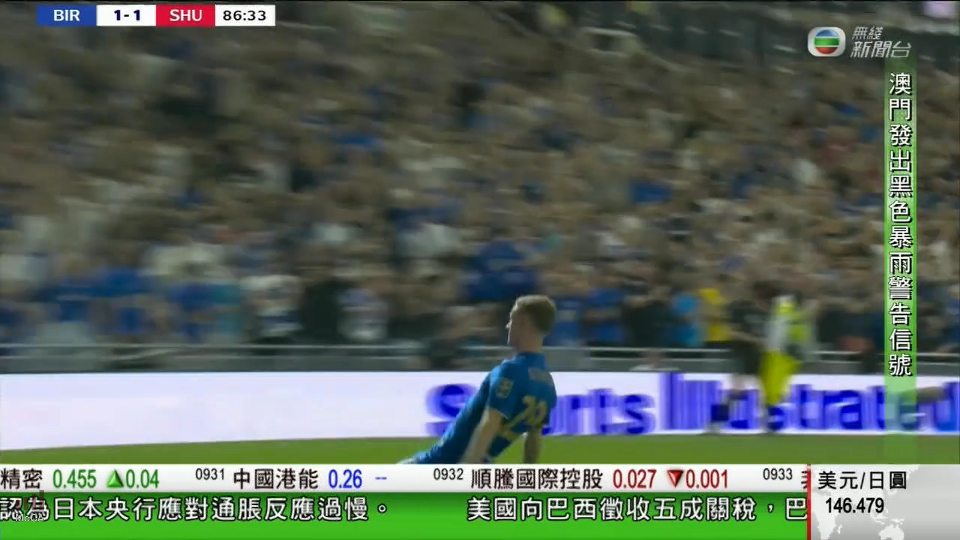 BIR 1-1 SHU 86:33
無綫
新聞台
澳門發出黑色暴雨警告信號
Sports Illustrated
精密 0.455 ▲0.04 0931 中國港能 0.26 -- 0932 順騰國際控股 0.027 ▼0.001 0933
美元/日圓
146.479
認為日本央行應對通脹反應過慢。 美國向巴西徵收五成關稅，巴